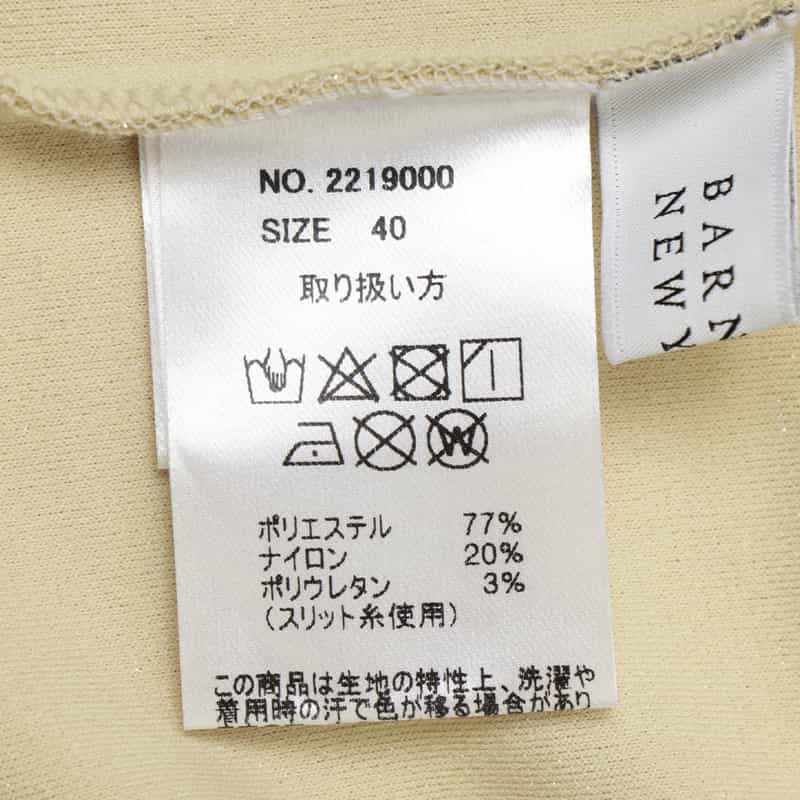 NO. 2219000
SIZE 40
取り扱い方
W
ポリエステル 77%
ナイロン 20%
ポリウレタン 3%
(スリット糸使用)
この商品は生地の特性上、洗濯や
着用時の汗で色が移る場合があり
BARN
NEW Y